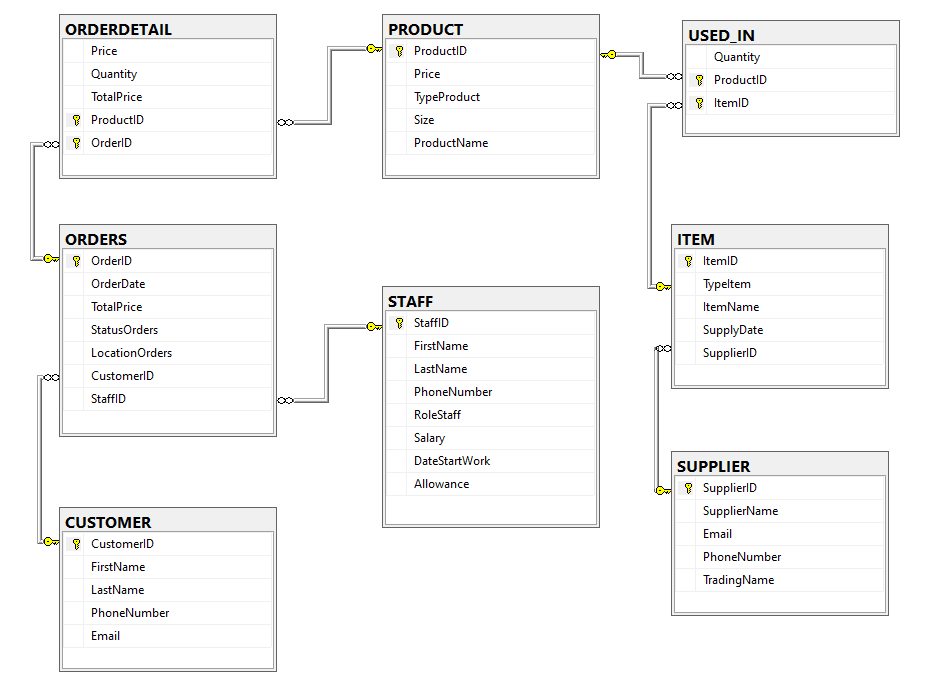 ORDERDETAIL
Price
Quantity
TotalPrice
ProductID
OrderID
PRODUCT
ProductID
Price
TypeProduct
Size
ProductName
USED_IN
Quantity
ProductID
ItemID
ORDERS
OrderID
OrderDate
TotalPrice
StatusOrders
LocationOrders
CustomerID
StaffID
STAFF
StaffID
FirstName
LastName
PhoneNumber
RoleStaff
Salary
DateStartWork
Allowance
ITEM
ItemID
TypeItem
ItemName
SupplyDate
SupplierID
CUSTOMER
CustomerID
FirstName
LastName
PhoneNumber
Email
SUPPLIER
SupplierID
SupplierName
Email
PhoneNumber
TradingName